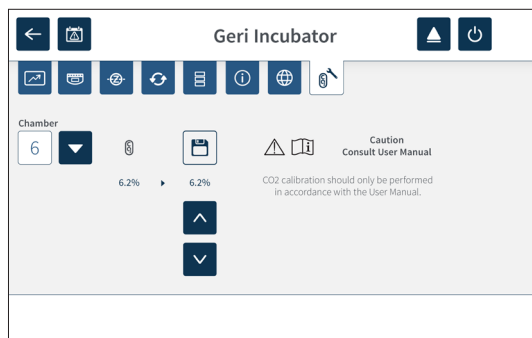 Geri Incubator
Chamber
6
6.2%
6.2%
Caution
Consult User Manual
CO2 calibration should only be performed
in accordance with the User Manual.